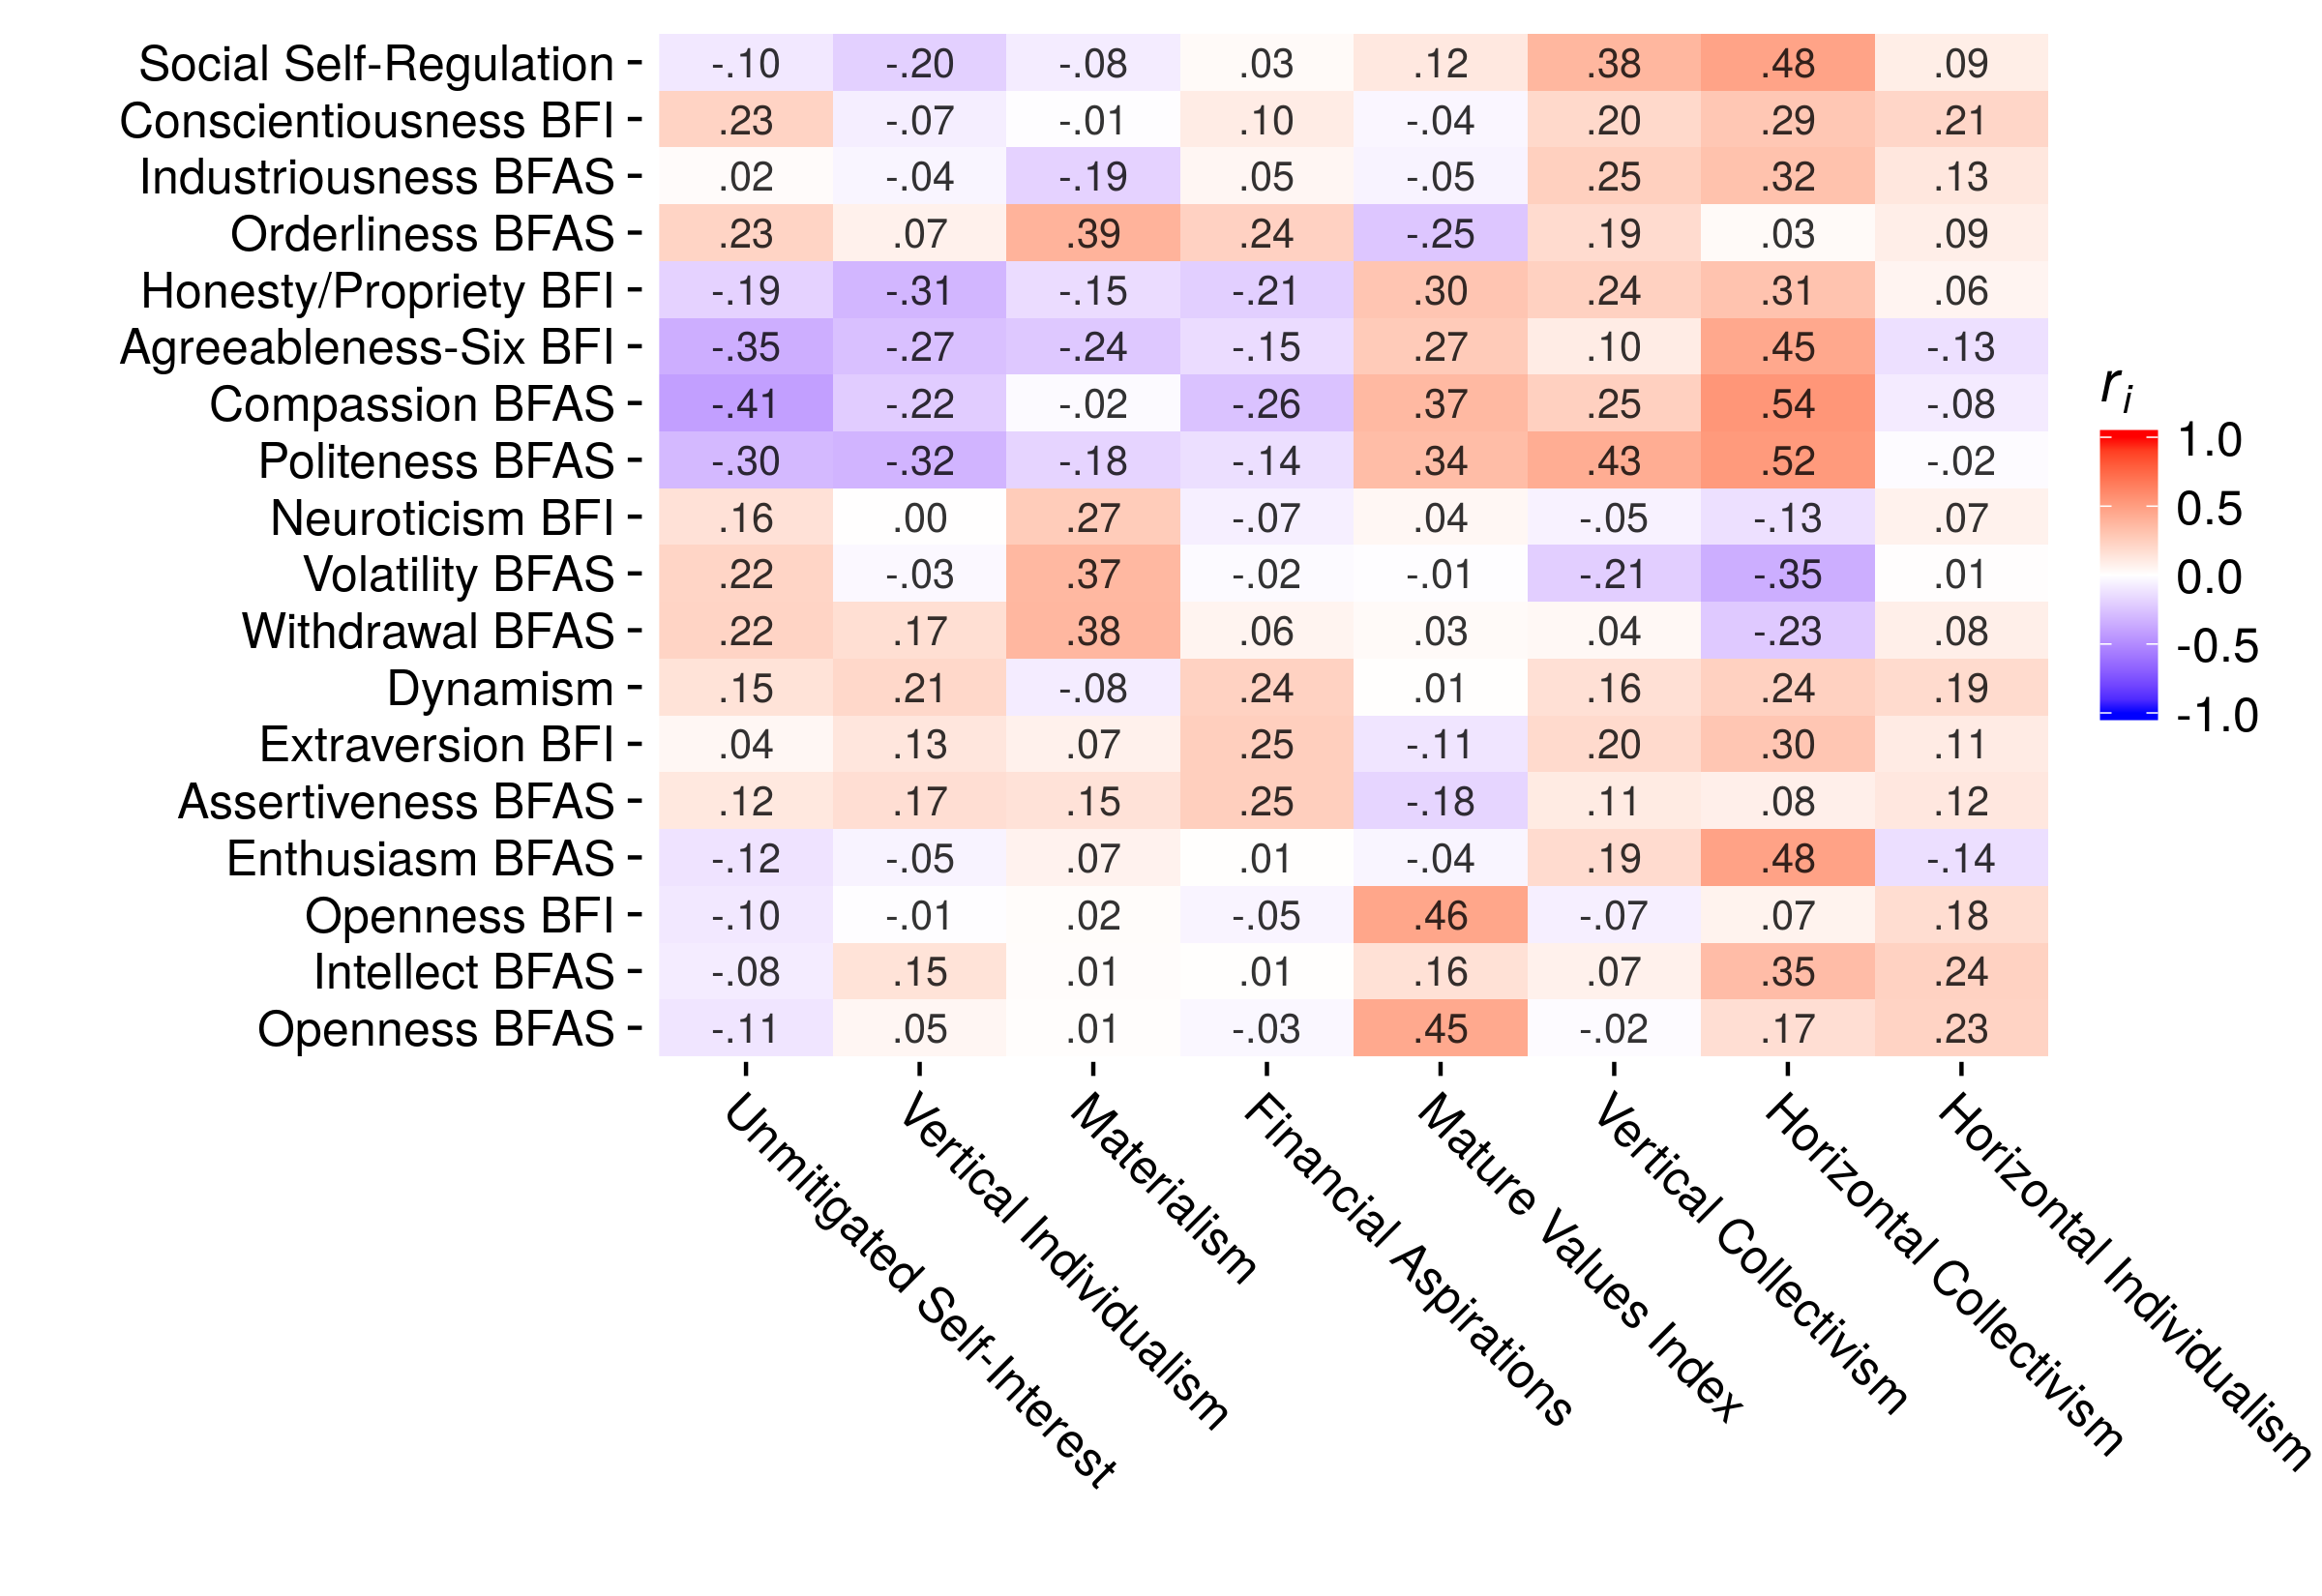 Social Self-Regulation -.10 -.20 -.08 .03 .12 .38 .48 .09
Conscientiousness BFI .23 -.07 -.01 .10 -.04 .20 .29 .21
Industriousness BFAS .02 -.04 -.19 .05 -.05 .25 .32 .13
Orderliness BFAS .23 .07 .39 .24 -.25 .19 .03 .09
Honesty/Propriety BFI -.19 -.31 -.15 -.21 .30 .24 .31 .06
Agreeableness-Six BFI -.35 -.27 -.24 -.15 .27 .10 .45 -.13
Compassion BFAS -.41 -.22 -.02 -.26 .37 .25 .54 -.08
Politeness BFAS -.30 -.32 -.18 -.14 .34 .43 .52 -.02
Neuroticism BFI .16 .00 .27 -.07 .04 -.05 -.13 .07
Volatility BFAS .22 -.03 .37 -.02 -.01 -.21 -.35 .01
Withdrawal BFAS .22 .17 .38 .06 .03 .04 -.23 .08
Dynamism .15 .21 -.08 .24 .01 .16 .24 .19
Extraversion BFI .04 .13 .07 .25 -.11 .20 .30 .11
Assertiveness BFAS .12 .17 .15 .25 -.18 .11 .08 .12
Enthusiasm BFAS -.12 -.05 .07 .01 -.04 .19 .48 -.14
Openness BFI -.10 -.01 .02 -.05 .46 -.07 .07 .18
Intellect BFAS -.08 .15 .01 .01 .16 .07 .35 .24
Openness BFAS -.11 .05 .01 -.03 .45 -.02 .17 .23
Unmitigated Self-Interest
Vertical Individualism
Materialism
Financial Aspirations
Mature Values Index
Vertical Collectivism
Horizontal Collectivism
Horizontal Individualism
r i
1.0
0.5
0.0
-0.5
-1.0